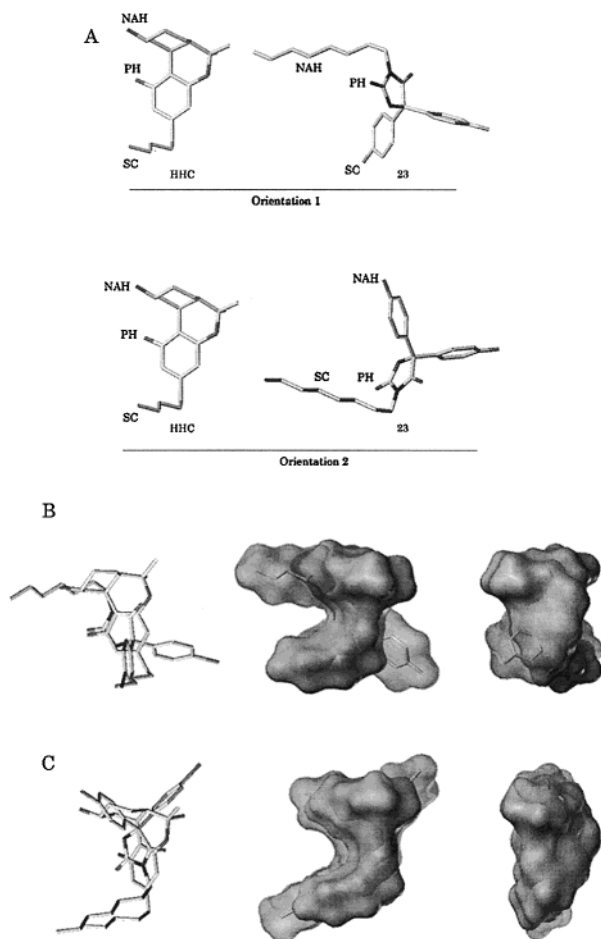 A
NAH
PH
SC
HHC
NAH
PH
SC
23
Orientation 1
NAH
PH
SC
HHC
NAH
SC
PH
23
Orientation 2
B
C